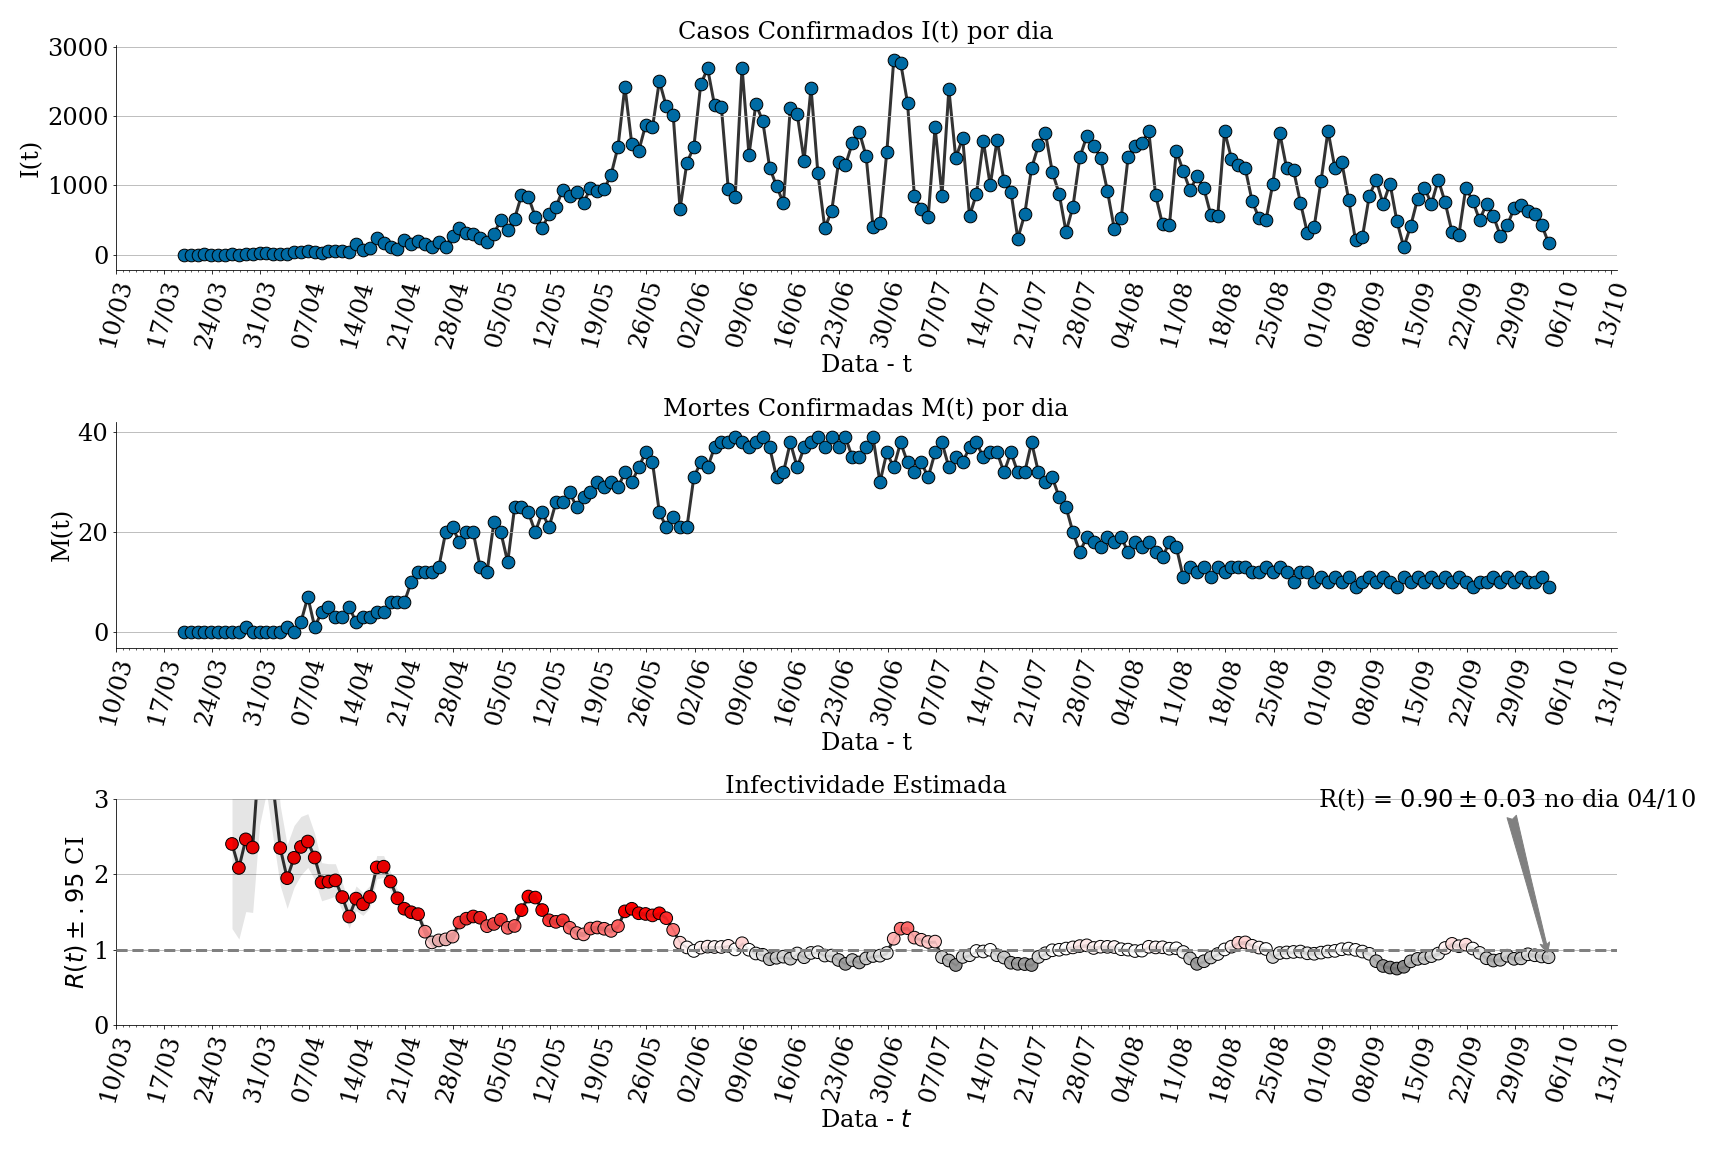 Casos Confirmados I(t) por dia
3000
2000
1000
0
I(t)
10/03 17/03 24/03 31/03 07/04 14/04 21/04 28/04 05/05 12/05 19/05 26/05 02/06 09/06 16/06 23/06 30/06 07/07 14/07 21/07 28/07 04/08 11/08 18/08 25/08 01/09 08/09 15/09 22/09 29/09 06/10 13/10
Data - t
Mortes Confirmadas M(t) por dia
40
20
0
M(t)
10/03 17/03 24/03 31/03 07/04 14/04 21/04 28/04 05/05 12/05 19/05 26/05 02/06 09/06 16/06 23/06 30/06 07/07 14/07 21/07 28/07 04/08 11/08 18/08 25/08 01/09 08/09 15/09 22/09 29/09 06/10 13/10
Data - t
Infectividade Estimada
R(t) = 0.90 ± 0.03 no dia 04/10
3
2
1
0
R(t) ± .95 CI
10/03 17/03 24/03 31/03 07/04 14/04 21/04 28/04 05/05 12/05 19/05 26/05 02/06 09/06 16/06 23/06 30/06 07/07 14/07 21/07 28/07 04/08 11/08 18/08 25/08 01/09 08/09 15/09 22/09 29/09 06/10 13/10
Data - t